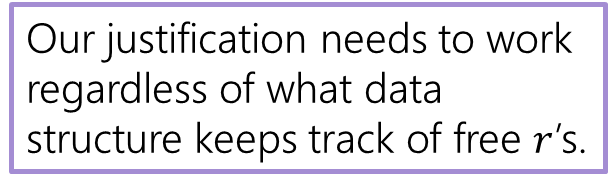 Our justification needs to work
regardless of what data
structure keeps track of free 𝑟's.